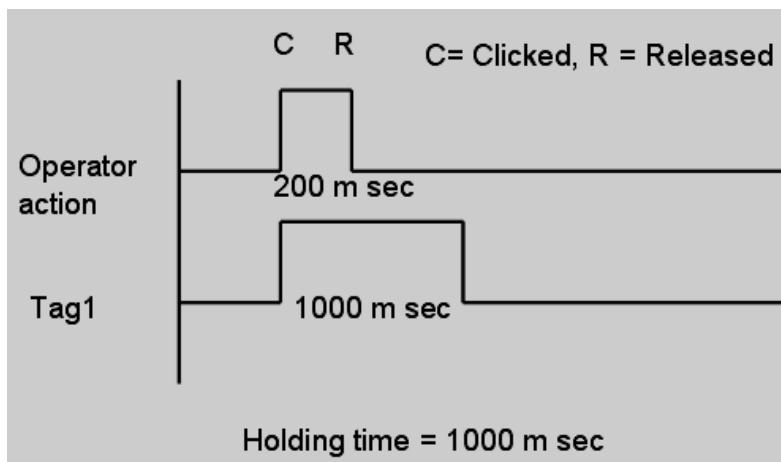 C R
C= Clicked, R = Released
Operator
action
200 m sec
Tag1
1000 m sec
Holding time = 1000 m sec